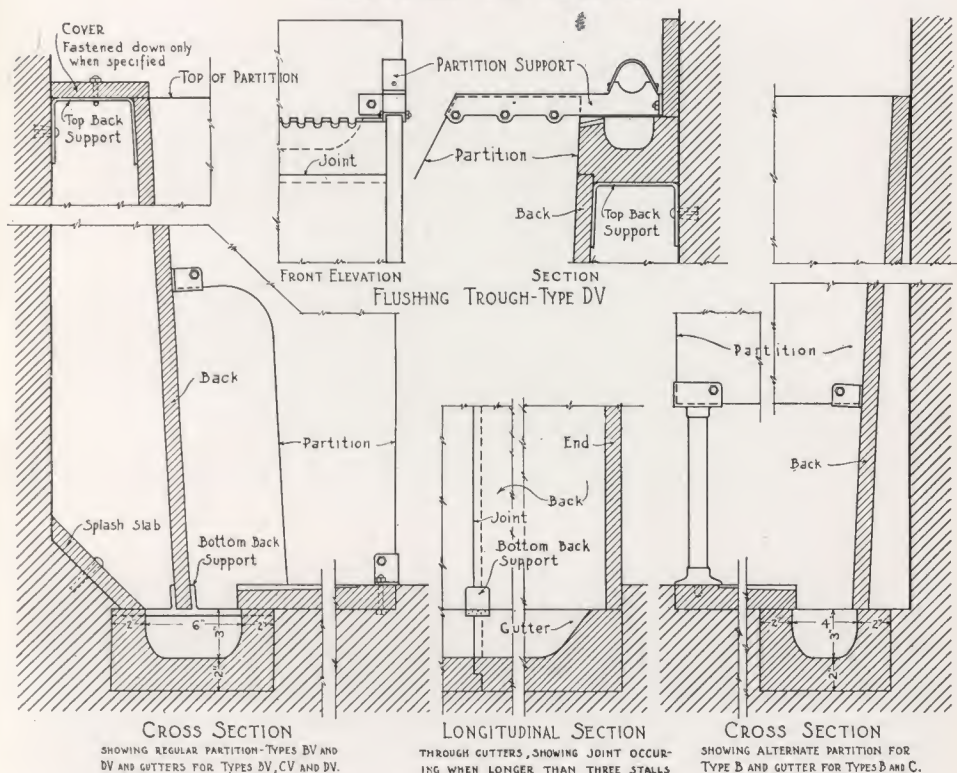 COVER
Fastened down only
when specified
TOP OF PARTITION
Top Back
Support
PARTITION SUPPORT
Joint
Partition
Back
Top Back
Support
FRONT ELEVATION
SECTION
FLUSHING TROUGH-TYPE DV
Back
Partition
Splash Slab
Bottom Back
Support
2"
6"
2"
3"
2"
End
Back
Joint
Bottom Back
Support
Gutter
Partition
Back
2"
4"
2"
3"
2"
CROSS SECTION
SHOWING REGULAR PARTITION-TYPES BV AND
DV AND GUTTERS FOR TYPES BV, CV AND DV.
LONGITUDINAL SECTION
THROUGH GUTTERS, SHOWING JOINT OCCUR-
ING WHEN LONGER THAN THREE STALLS
CROSS SECTION
SHOWING ALTERNATE PARTITION FOR
TYPE B AND GUTTER FOR TYPES B AND C.